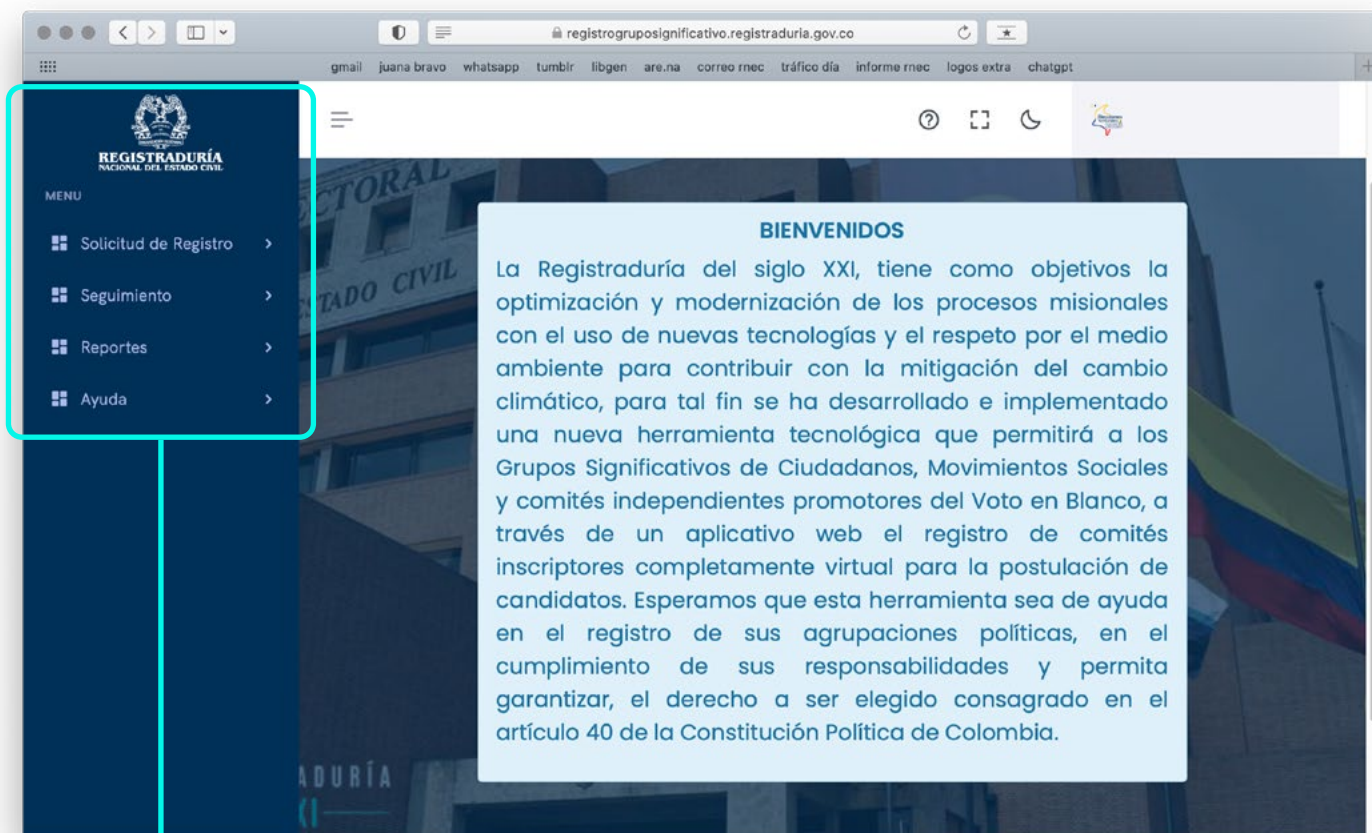 registrogruposignificativo.registraduria.gov.co
gmail juana bravo whatsapp tumblr libgen are.na correo rnec tráfico día informe rnec logos extra chatgpt
REGISTRADURÍA
NACIONAL DEL ESTADO CIVIL
MENU
Solicitud de Registro
Seguimiento
Reportes
Ayuda
CTORAL
STADO CIVIL
BIENVENIDOS
La Registraduría del siglo XXI, tiene como objetivos la
optimización y modernización de los procesos misionales
con el uso de nuevas tecnologías y el respeto por el medio
ambiente para contribuir con la mitigación del cambio
climático, para tal fin se ha desarrollado e implementado
una nueva herramienta tecnológica que permitirá a los
Grupos Significativos de Ciudadanos, Movimientos Sociales
y comités independientes promotores del Voto en Blanco, a
través de un aplicativo web el registro de comités
inscriptores completamente virtual para la postulación de
candidatos. Esperamos que esta herramienta sea de ayuda
en el registro de sus agrupaciones políticas, en el
cumplimiento de sus responsabilidades y permita
garantizar, el derecho a ser elegido consagrado en el
artículo 40 de la Constitución Política de Colombia.
ADURÍA
XI